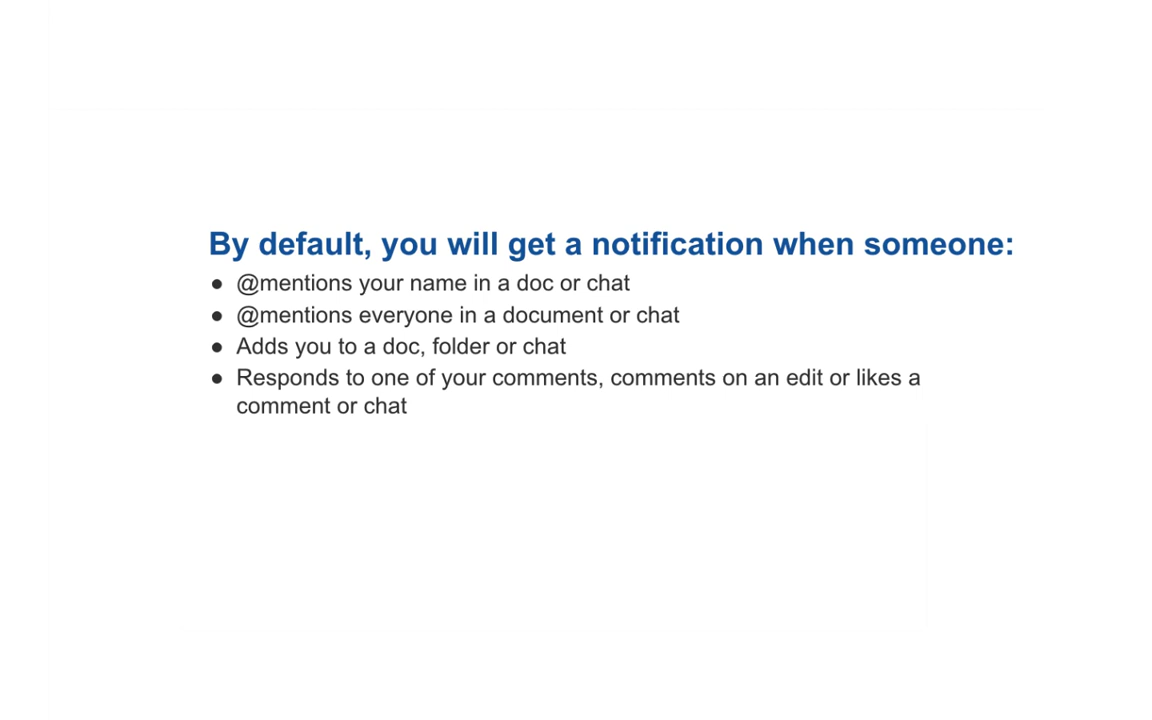 By default, you will get a notification when someone:
● @mentions your name in a doc or chat
● @mentions everyone in a document or chat
● Adds you to a doc, folder or chat
● Responds to one of your comments, comments on an edit or likes a
comment or chat